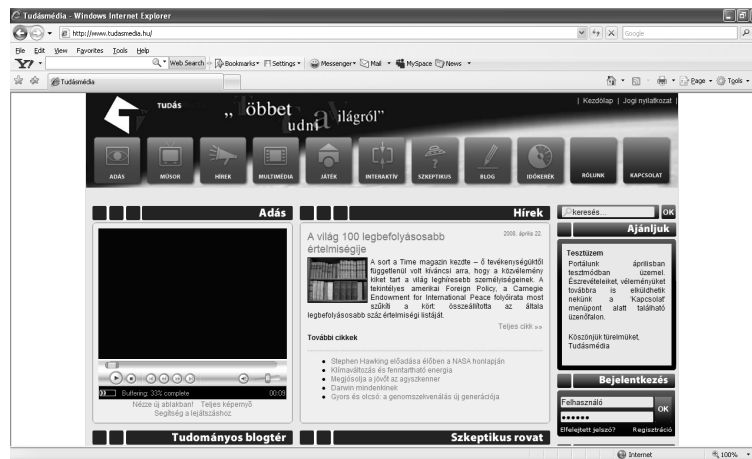 Tudásmédia - Windows Internet Explorer
http://www.tudasmedia.hu/
Google
File Edit View Favorites Tools Help
Y7 Web Search Bookmarks Settings Messenger Mail MySpace News
Tudásmédia
Page Tools
TUDÁS
„többet
udni a Világról”
| Kezdőlap | Jogi nyilatkozat |
ADÁS MŰSOR HÍREK MULTIMÉDIA JÁTÉK INTERAKTÍV SZKEPTIKUS BLOG IDŐKERÉK RÓLUNK KAPCSOLAT
Adás
Nézze új ablakban! Teljes képernyő
Segítség a lejátszáshoz
Buffering: 33% complete 00:09
Tudományos blogtér
Hírek
A világ 100 legbefolyásosabb
értelmiségije
2008. április 22.
A sort a Time magazin kezdte – ő tevékenységüktől
függetlenül volt kíváncsi arra, hogy a közvélemény
kiket tart a világ leghíresebb személyiségeinek. A
tekintélyes amerikai Foreign Policy, a Carnegie
Endowment for International Peace folyóirata most
szűkíti a kört: összeállította az általa
legbefolyásosabb száz értelmiségi listáját.
Teljes cikk »»
További cikkek
Stephen Hawking előadása élőben a NASA honlapján
Klímaváltozás és fenntartható energia
Megjósolja a jövőt az agyszkenner
Darwin mindenkinek
Gyors és olcsó: a genomszekvenálás új generációja
Szkeptikus rovat
keresés... OK
Ajánljuk
Tesztüzem
Portálunk áprilisban
tesztmódban üzemel.
Észrevételeiket, véleményüket
továbbra is elküldhetik
nekünk a 'Kapcsolat'
menüpont alatt található
üzenőfalon.
Köszönjük türelmüket,
Tudásmédia
Bejelentkezés
Felhasználó
●●●●●● OK
Elfelejtett jelszó? Regisztráció
Internet 100%